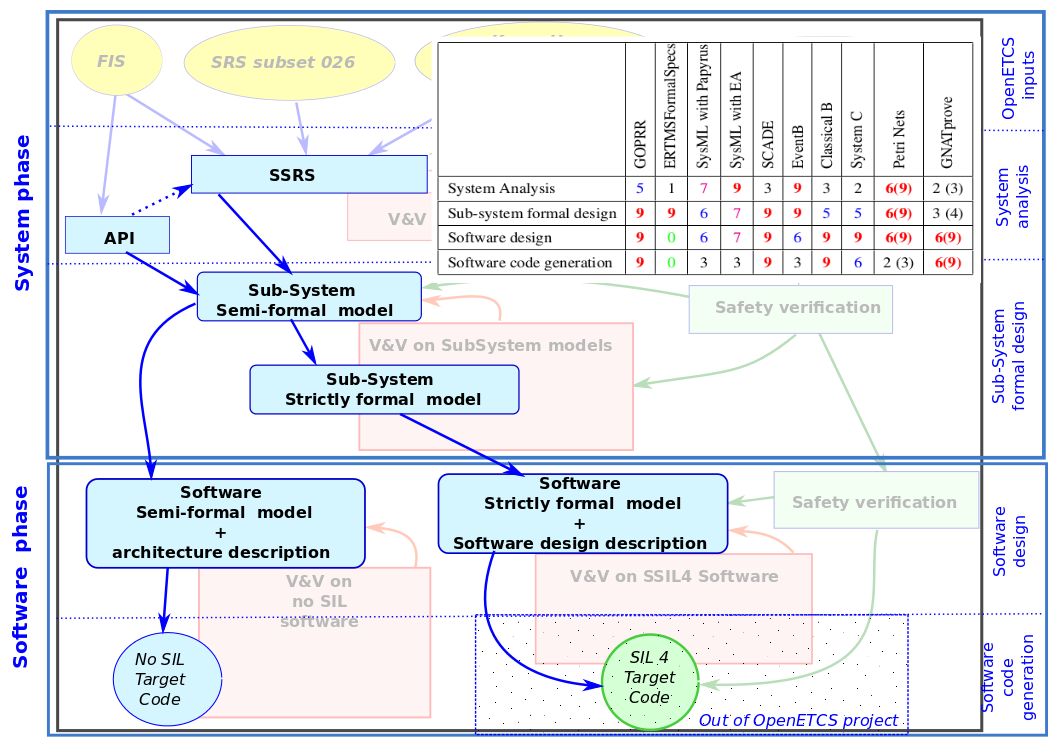 FIS
SRS subset 026
OpenETCS
inputs
System phase
GOPRR
ERTMSFormalSpecs
SysML with Papyrus
SysML with EA
SCADE
EventB
Classical B
System C
Petri Nets
GNATprove
System Analysis 5 1 7 9 3 9 3 2 6(9) 2 (3)
Sub-system formal design 9 9 6 7 9 9 5 5 6(9) 3 (4)
Software design 9 0 6 7 9 6 9 9 6(9) 6(9)
Software code generation 9 0 3 3 9 3 9 6 2 (3) 6(9)
SSRS
V&V
API
System
analysis
Sub-System
Semi-formal model
Safety verification
V&V on SubSystem models
Sub-System
Strictly formal model
Sub-System
formal design
Software phase
Software
Semi-formal model
+
architecture description
Software
Strictly formal model
+
Software design description
Safety verification
Software
design
V&V on
no SIL
software
V&V on SSIL4 Software
No SIL
Target
Code
SIL 4
Target
Code
Out of OpenETCS project
Software
code
generation